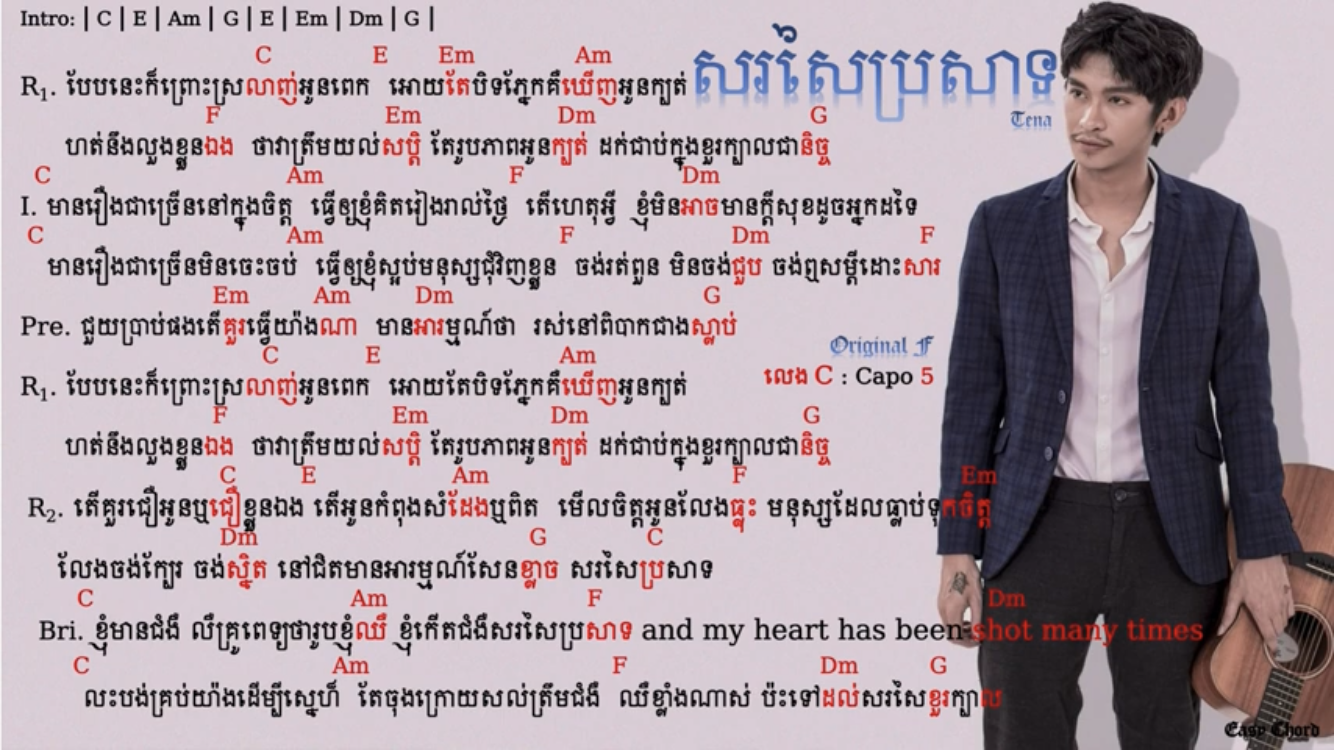 Intro: | C | E | Am | G | E | Em | Dm | G |
C E Em Am
R1. បែបនេះក៏ព្រោះស្រលាញ់អូនពេក អោយតែបិទភ្នែកគឺឃើញអូនក្បត់
សរសៃប្រសាទ
Tena
F Em Dm G
ហត់នឹងលួងខ្លួនឯង ថាវាត្រឹមយល់សប្តិ តែរូបភាពអូនក្បត់ ដក់ជាប់ក្នុងខួរក្បាលជានិច្ច
C Am F Dm
I. មានរឿងជាច្រើននៅក្នុងចិត្ត ធ្វើឲ្យខ្ញុំគិតរៀងរាល់ថ្ងៃ តើហេតុអ្វី ខ្ញុំមិនអាចមានក្តីសុខដូចអ្នកដទៃ
C Am F Dm F
មានរឿងជាច្រើនមិនចេះចប់ ធ្វើឲ្យខ្ញុំស្អប់មនុស្សជុំវិញខ្លួន ចង់រត់ពួន មិនចង់ជួប ចង់ឮសម្តីដោះសារ
Em Am Dm G
Pre. ជួយប្រាប់ផងតើគួរធ្វើយ៉ាងណា មានអារម្មណ៍ថា រស់នៅពិបាកជាងស្លាប់
Original F
លេង C : Capo 5
C E Am
R1. បែបនេះក៏ព្រោះស្រលាញ់អូនពេក អោយតែបិទភ្នែកគឺឃើញអូនក្បត់
F Em Dm G
ហត់នឹងលួងខ្លួនឯង ថាវាត្រឹមយល់សប្តិ តែរូបភាពអូនក្បត់ ដក់ជាប់ក្នុងខួរក្បាលជានិច្ច
C E Am F Em
R2. តើគួរជឿអូនឬជឿខ្លួនឯង តើអូនកំពុងសំដែងឬពិត មើលចិត្តអូនលែងធ្លុះ មនុស្សដែលធ្លាប់ទុកចិត្ត
Dm G C
លែងចង់ក្បែរ ចង់ស្និត នៅជិតមានអារម្មណ៍សែនខ្លាច សរសៃប្រសាទ
C Am F Dm
Bri. ខ្ញុំមានជំងឺ លឺគ្រូពេទ្យថារូបខ្ញុំឈឺ ខ្ញុំកើតជំងឺសរសៃប្រសាទ and my heart has been shot many times
C Am F Dm G
លះបង់គ្រប់យ៉ាងដើម្បីស្នេហ៍ តែចុងក្រោយសល់ត្រឹមជំងឺ ឈឺខ្លាំងណាស់ ប៉ះទៅដល់សរសៃខួរក្បាល
Easy Chord